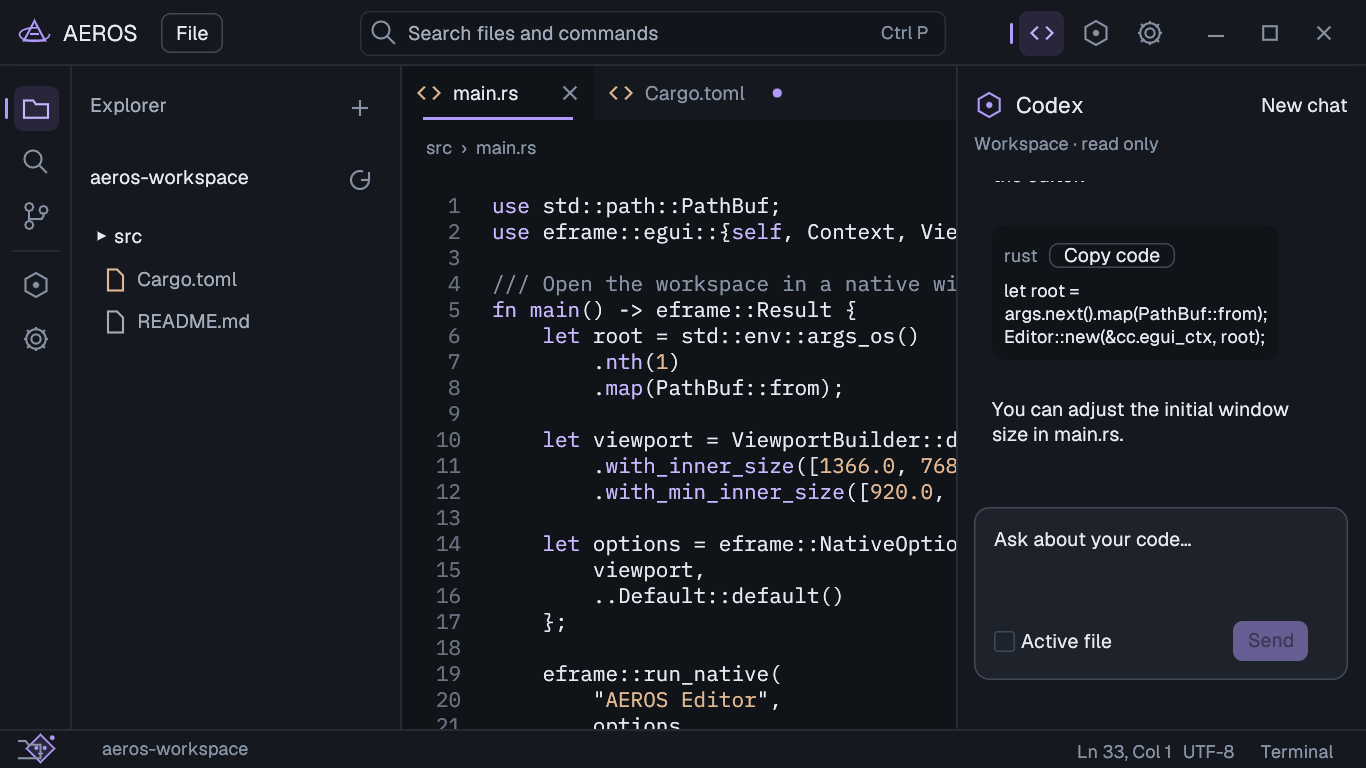 AEROS File Search files and commands Ctrl P
Explorer
aeros-workspace
src
Cargo.toml
README.md
main.rs Cargo.toml
src › main.rs
1 use std::path::PathBuf;
2 use eframe::egui::{self, Context, Vie
3
4 /// Open the workspace in a native wi
5 fn main() -> eframe::Result {
6 let root = std::env::args_os()
7 .nth(1)
8 .map(PathBuf::from);
9
10 let viewport = ViewportBuilder::d
11 .with_inner_size([1366.0, 768
12 .with_min_inner_size([920.0,
13
14 let options = eframe::NativeOptio
15 viewport,
16 ..Default::default()
17 };
18
19 eframe::run_native(
20 "AEROS Editor",
21 options
Codex New chat
Workspace · read only
the editor.
rust Copy code
let root =
args.next().map(PathBuf::from);
Editor::new(&cc.egui_ctx, root);
You can adjust the initial window
size in main.rs.
Ask about your code…
Active file Send
aeros-workspace Ln 33, Col 1 UTF-8 Terminal